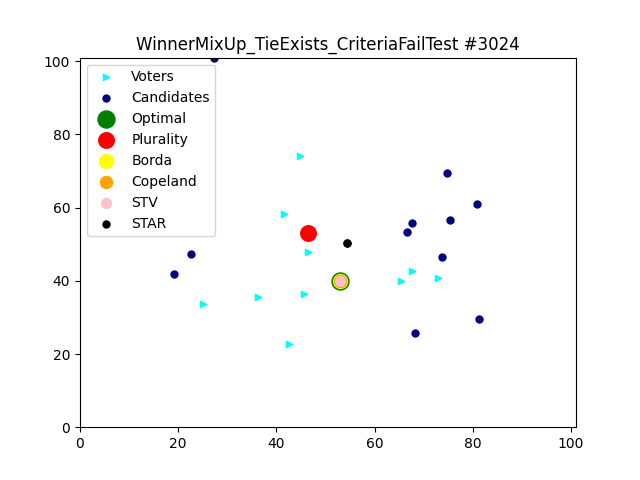 WinnerMixUp_TieExists_CriteriaFailTest #3024
100
80
60
40
20
0
Voters
Candidates
Optimal
Plurality
Borda
Copeland
STV
STAR
0 20 40 60 80 100